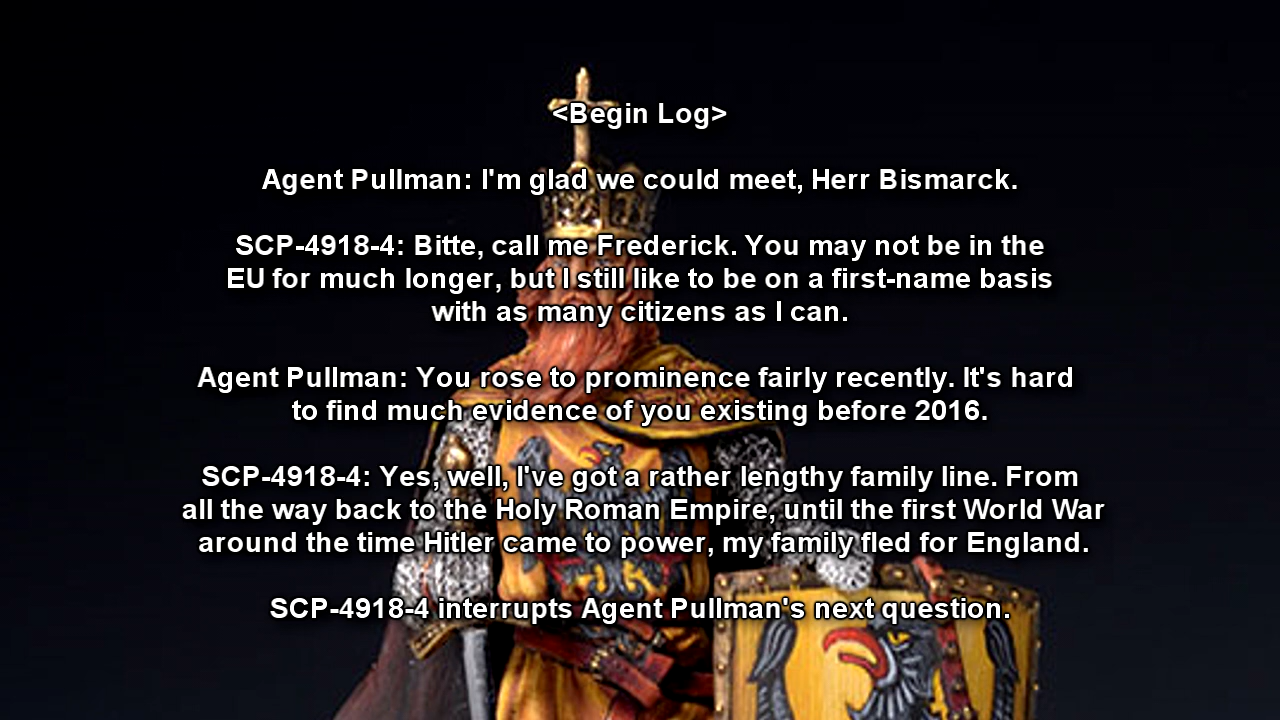 <Begin Log>
Agent Pullman: I'm glad we could meet, Herr Bismarck.
SCP-4918-4: Bitte, call me Frederick. You may not be in the
EU for much longer, but I still like to be on a first-name basis
with as many citizens as I can.
Agent Pullman: You rose to prominence fairly recently. It's hard
to find much evidence of you existing before 2016.
SCP-4918-4: Yes, well, I've got a rather lengthy family line. From
all the way back to the Holy Roman Empire, until the first World War
around the time Hitler came to power, my family fled for England.
SCP-4918-4 interrupts Agent Pullman's next question.